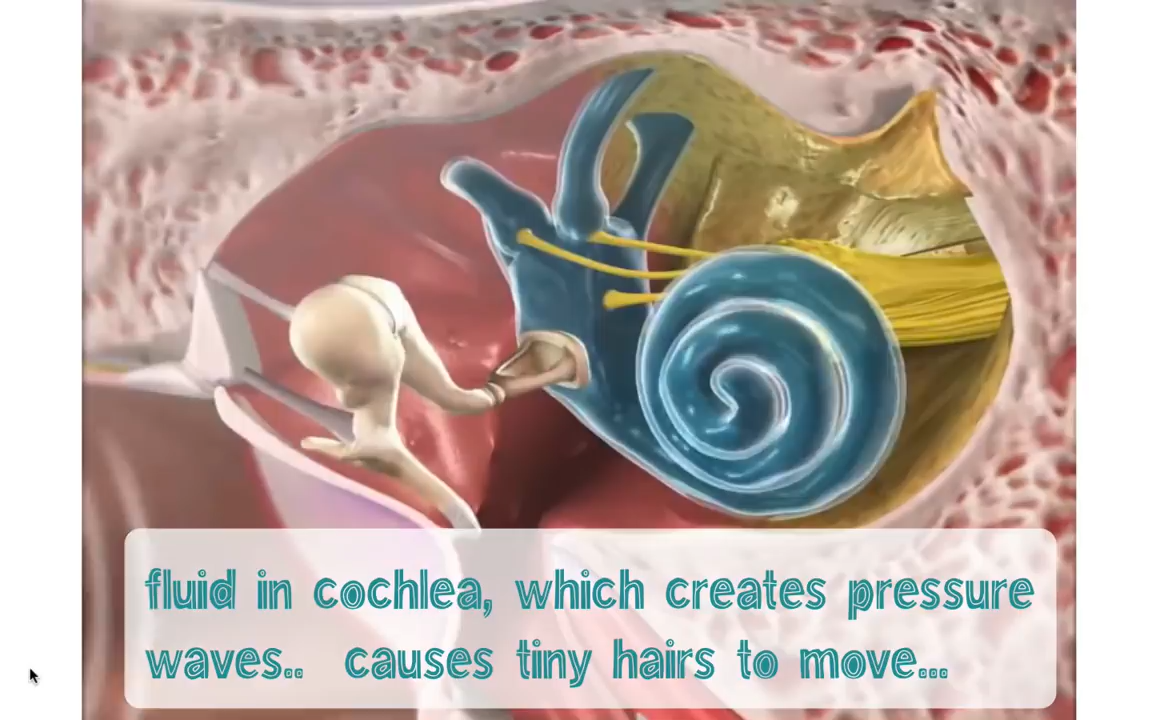 fluid in cochlea, which creates pressure
waves.. causes tiny hairs to move...